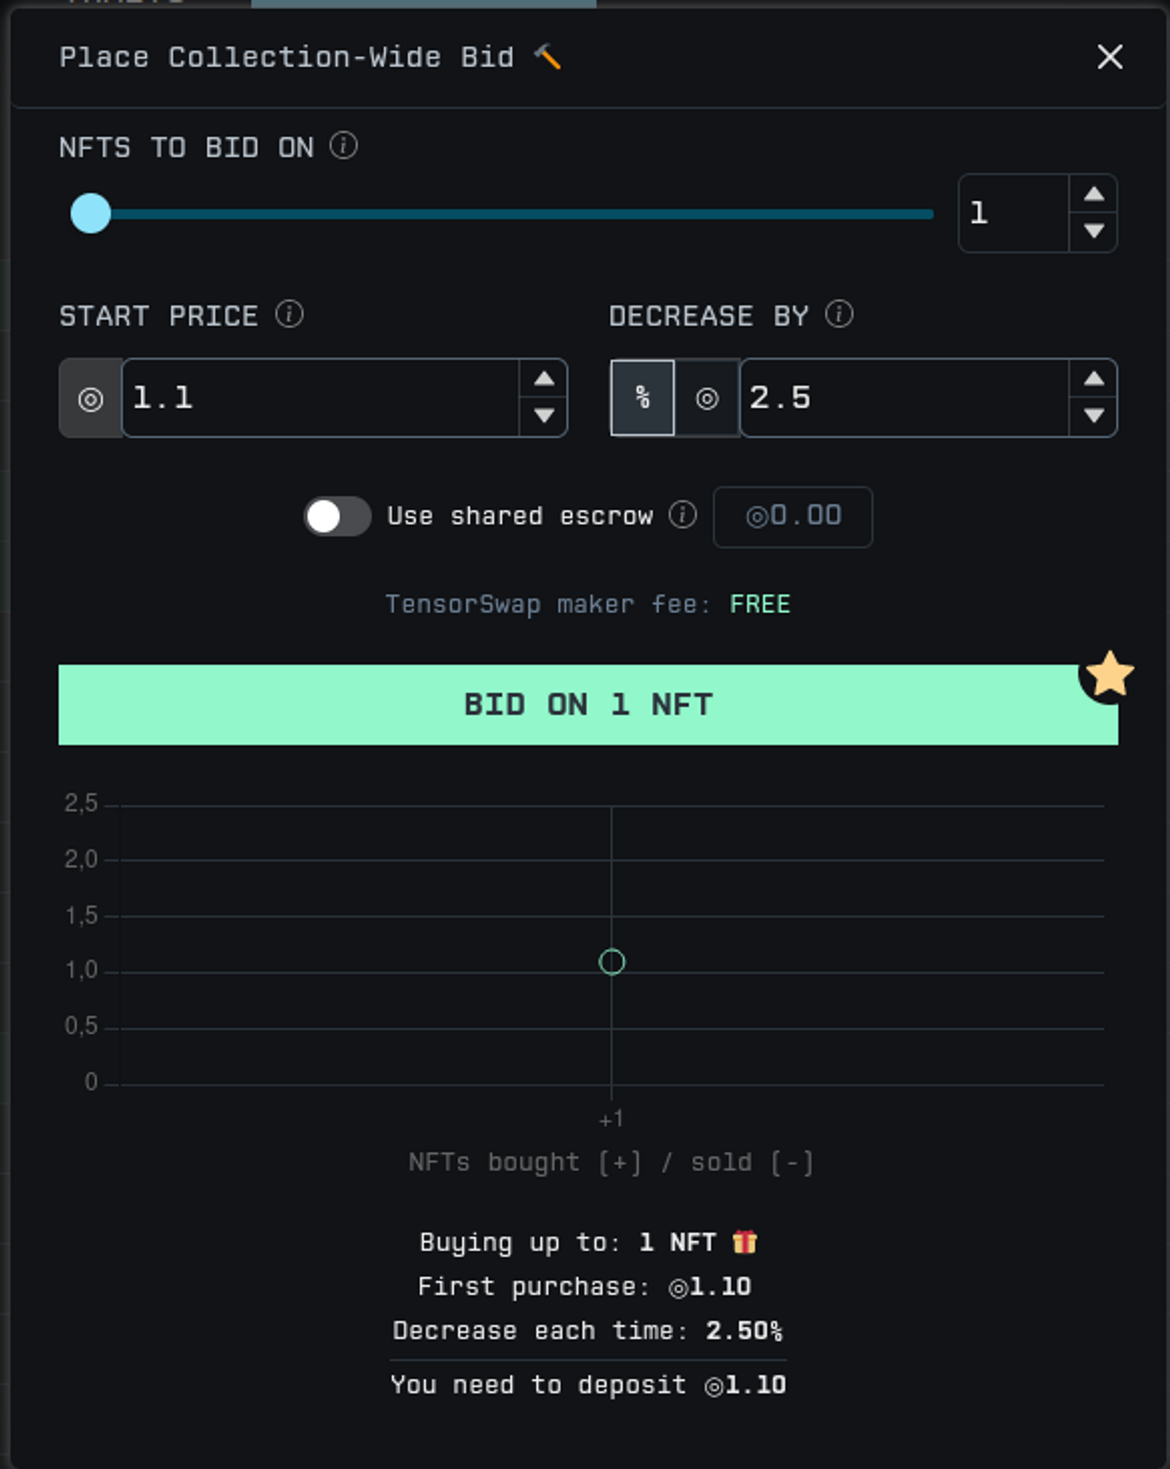 Place Collection-Wide Bid 🔨
NFTS TO BID ON
1
START PRICE
DECREASE BY
◎ 1.1
% ◎ 2.5
Use shared escrow ◎0.00
TensorSwap maker fee: FREE
BID ON 1 NFT
2,5
2,0
1,5
1,0
0,5
0
+1
NFTs bought [+] / sold [-]
Buying up to: 1 NFT 🎁
First purchase: ◎1.10
Decrease each time: 2.50%
You need to deposit ◎1.10